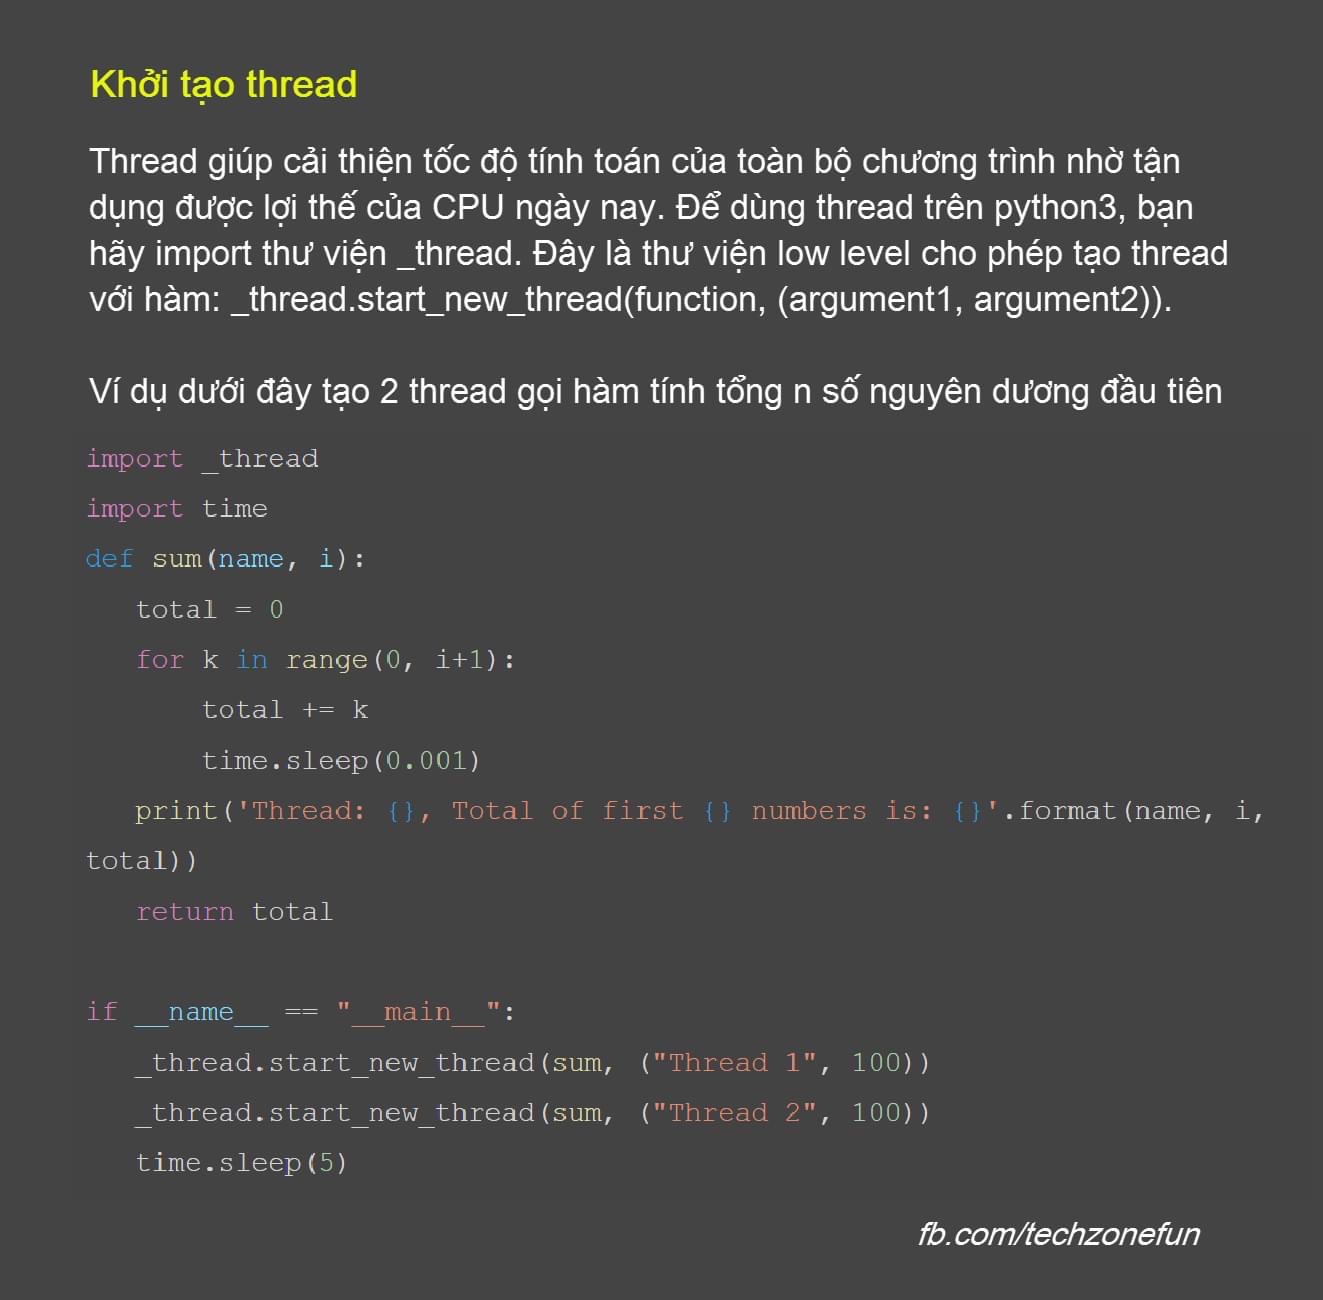 Khởi tạo thread
Thread giúp cải thiện tốc độ tính toán của toàn bộ chương trình nhờ tận
dụng được lợi thế của CPU ngày nay. Để dùng thread trên python3, bạn
hãy import thư viện _thread. Đây là thư viện low level cho phép tạo thread
với hàm: _thread.start_new_thread(function, (argument1, argument2)).
Ví dụ dưới đây tạo 2 thread gọi hàm tính tổng n số nguyên dương đầu tiên
import _thread
import time
def sum(name, i):
   total = 0
   for k in range(0, i+1):
       total += k
       time.sleep(0.001)
   print('Thread: {}, Total of first {} numbers is: {}'.format(name, i,
total))
   return total
if __name__ == "__main__":
   _thread.start_new_thread(sum, ("Thread 1", 100))
   _thread.start_new_thread(sum, ("Thread 2", 100))
   time.sleep(5)
fb.com/techzonefun